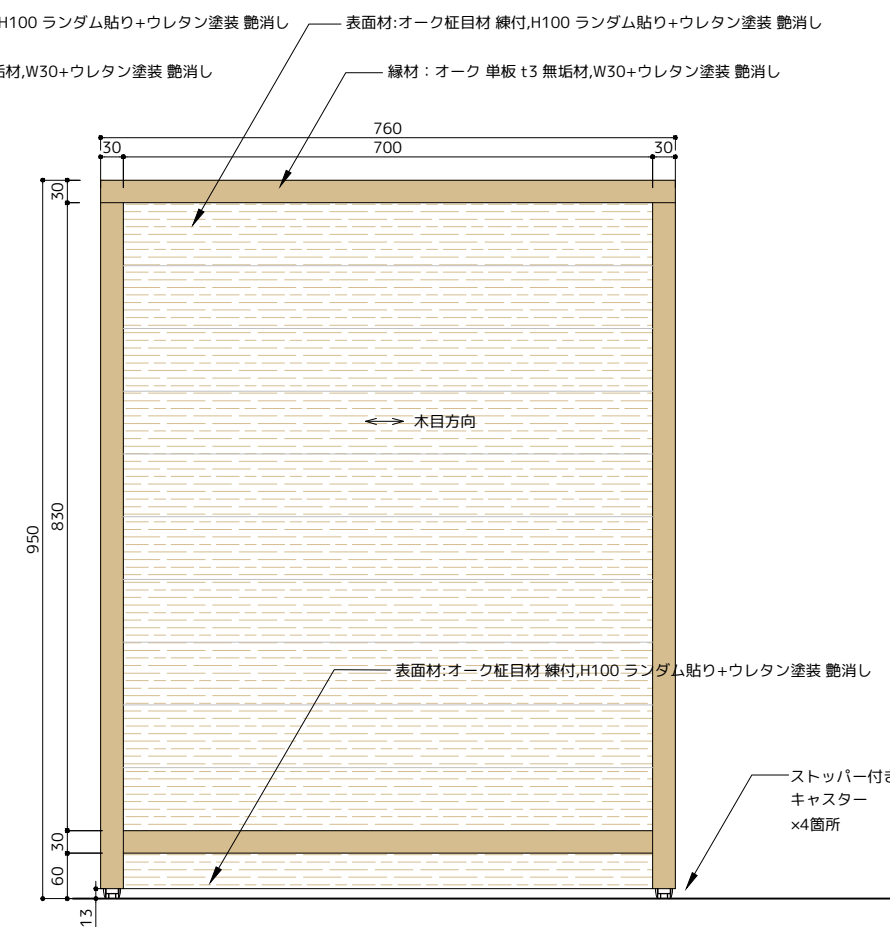 H100 ランダム貼り+ウレタン塗装 艶消し
表面材:オーク柾目材 練付,H100 ランダム貼り+ウレタン塗装 艶消し
垢材,W30+ウレタン塗装 艶消し
縁材：オーク 単板 t3 無垢材,W30+ウレタン塗装 艶消し
760
30
700
30
30
木目方向
830
950
表面材:オーク柾目材 練付,H100 ランダム貼り+ウレタン塗装 艶消し
ストッパー付き
キャスター
×4箇所
30
60
13